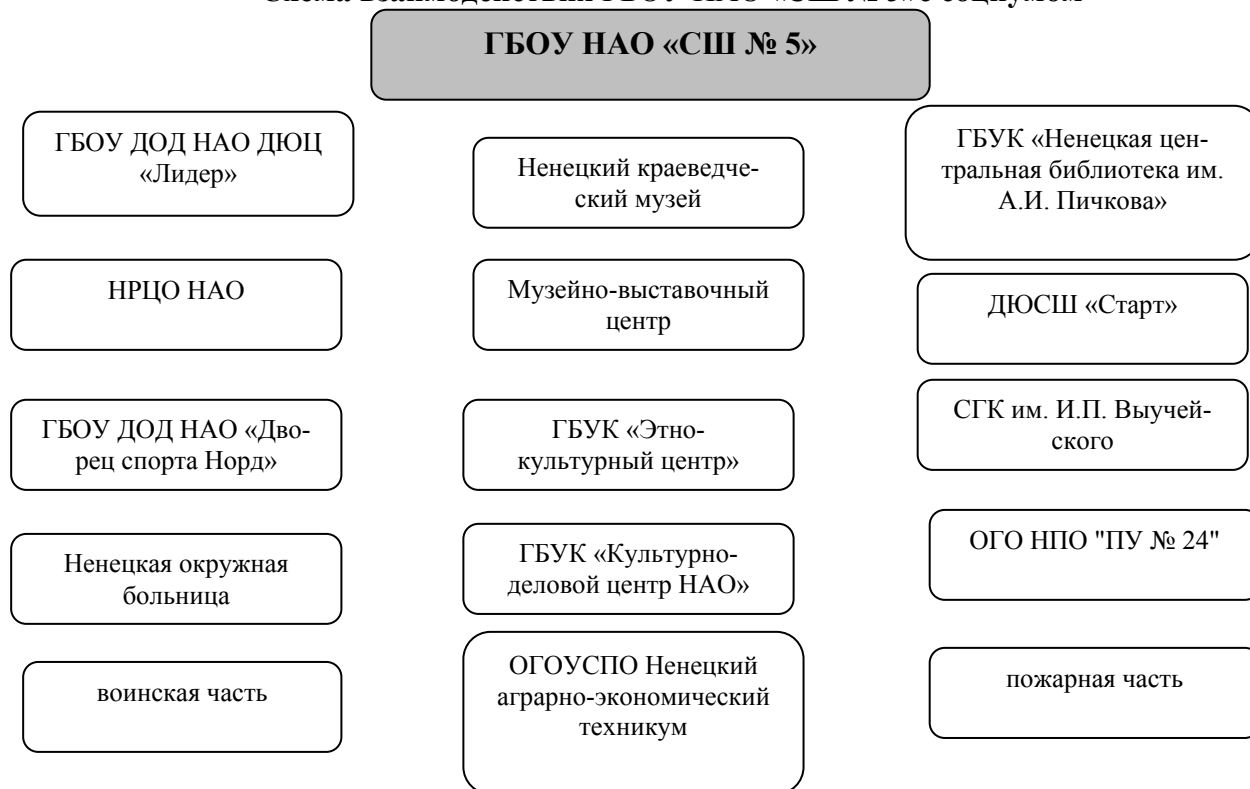 ГБОУ НАО «СШ № 5»
ГБОУ ДОД НАО ДЮЦ
«Лидер»
Ненецкий краеведче-
ский музей
ГБУК «Ненецкая цен-
тральная библиотека им.
А.И. Пичкова»
НРЦО НАО
Музейно-выставочный
центр
ДЮСШ «Старт»
ГБОУ ДОД НАО «Дво-
рец спорта Норд»
ГБУК «Этно-
культурный центр»
СГК им. И.П. Выучей-
ского
Ненецкая окружная
больница
ГБУК «Культурно-
деловой центр НАО»
ОГО НПО "ПУ № 24"
воинская часть
ОГОУСПО Ненецкий
аграрно-экономический
техникум
пожарная часть